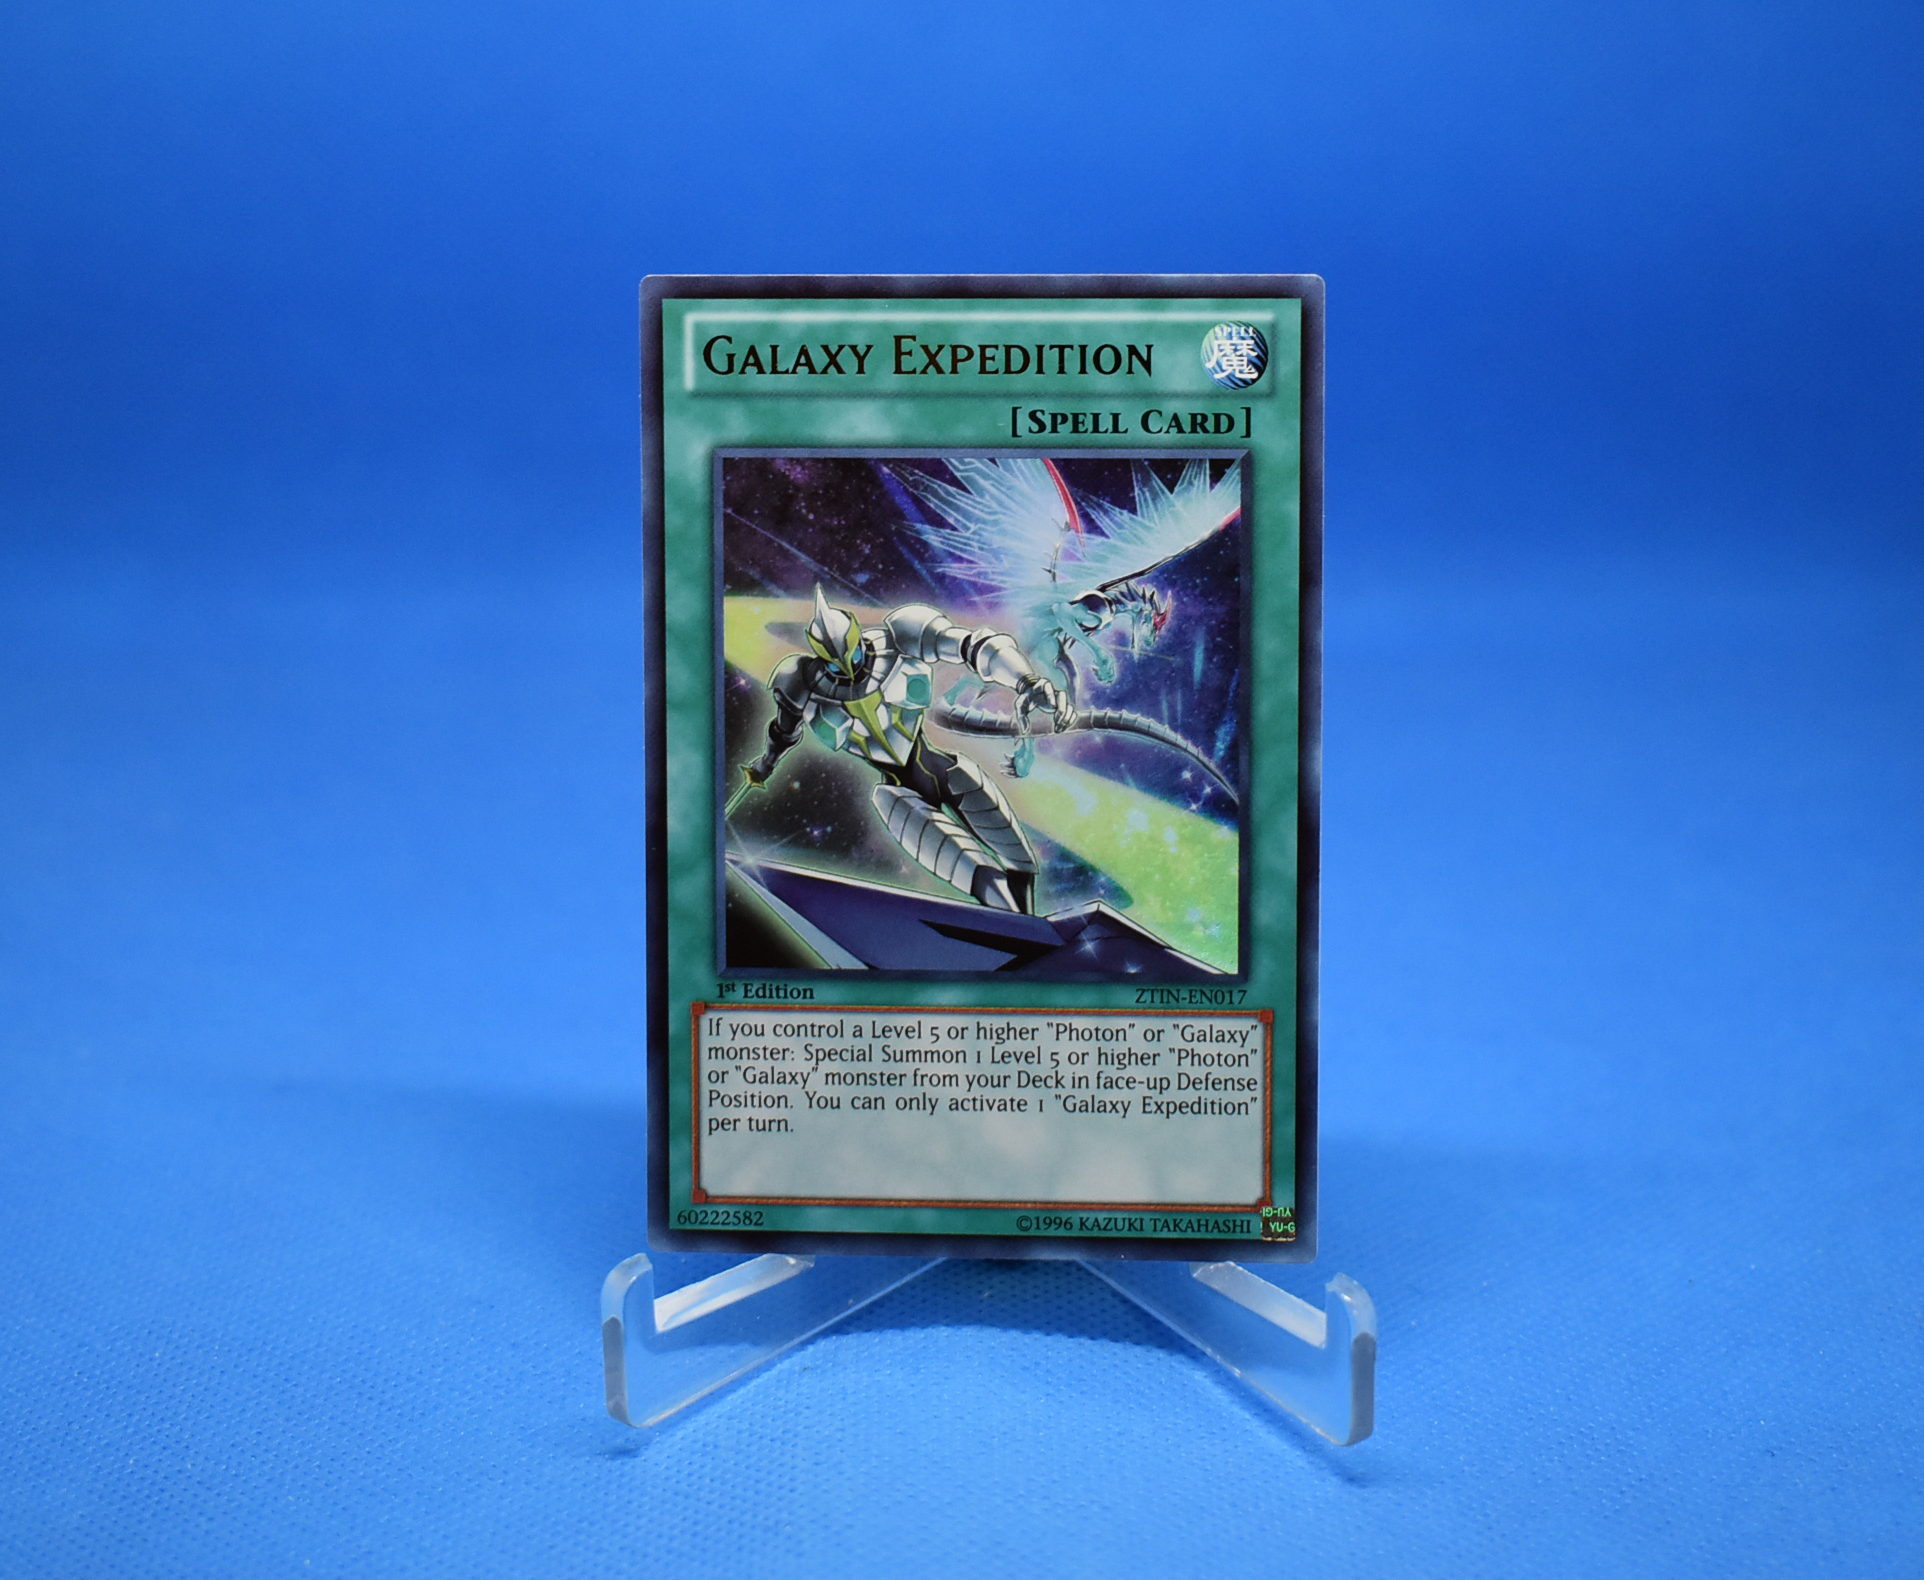 Galaxy Expedition
SPELL
魔
[Spell Card]
1st Edition
ZTIN-EN017
If you control a Level 5 or higher "Photon" or "Galaxy"
monster: Special Summon 1 Level 5 or higher "Photon"
or "Galaxy" monster from your Deck in face-up Defense
Position. You can only activate 1 "Galaxy Expedition"
per turn.
60222582
©1996 KAZUKI TAKAHASHI